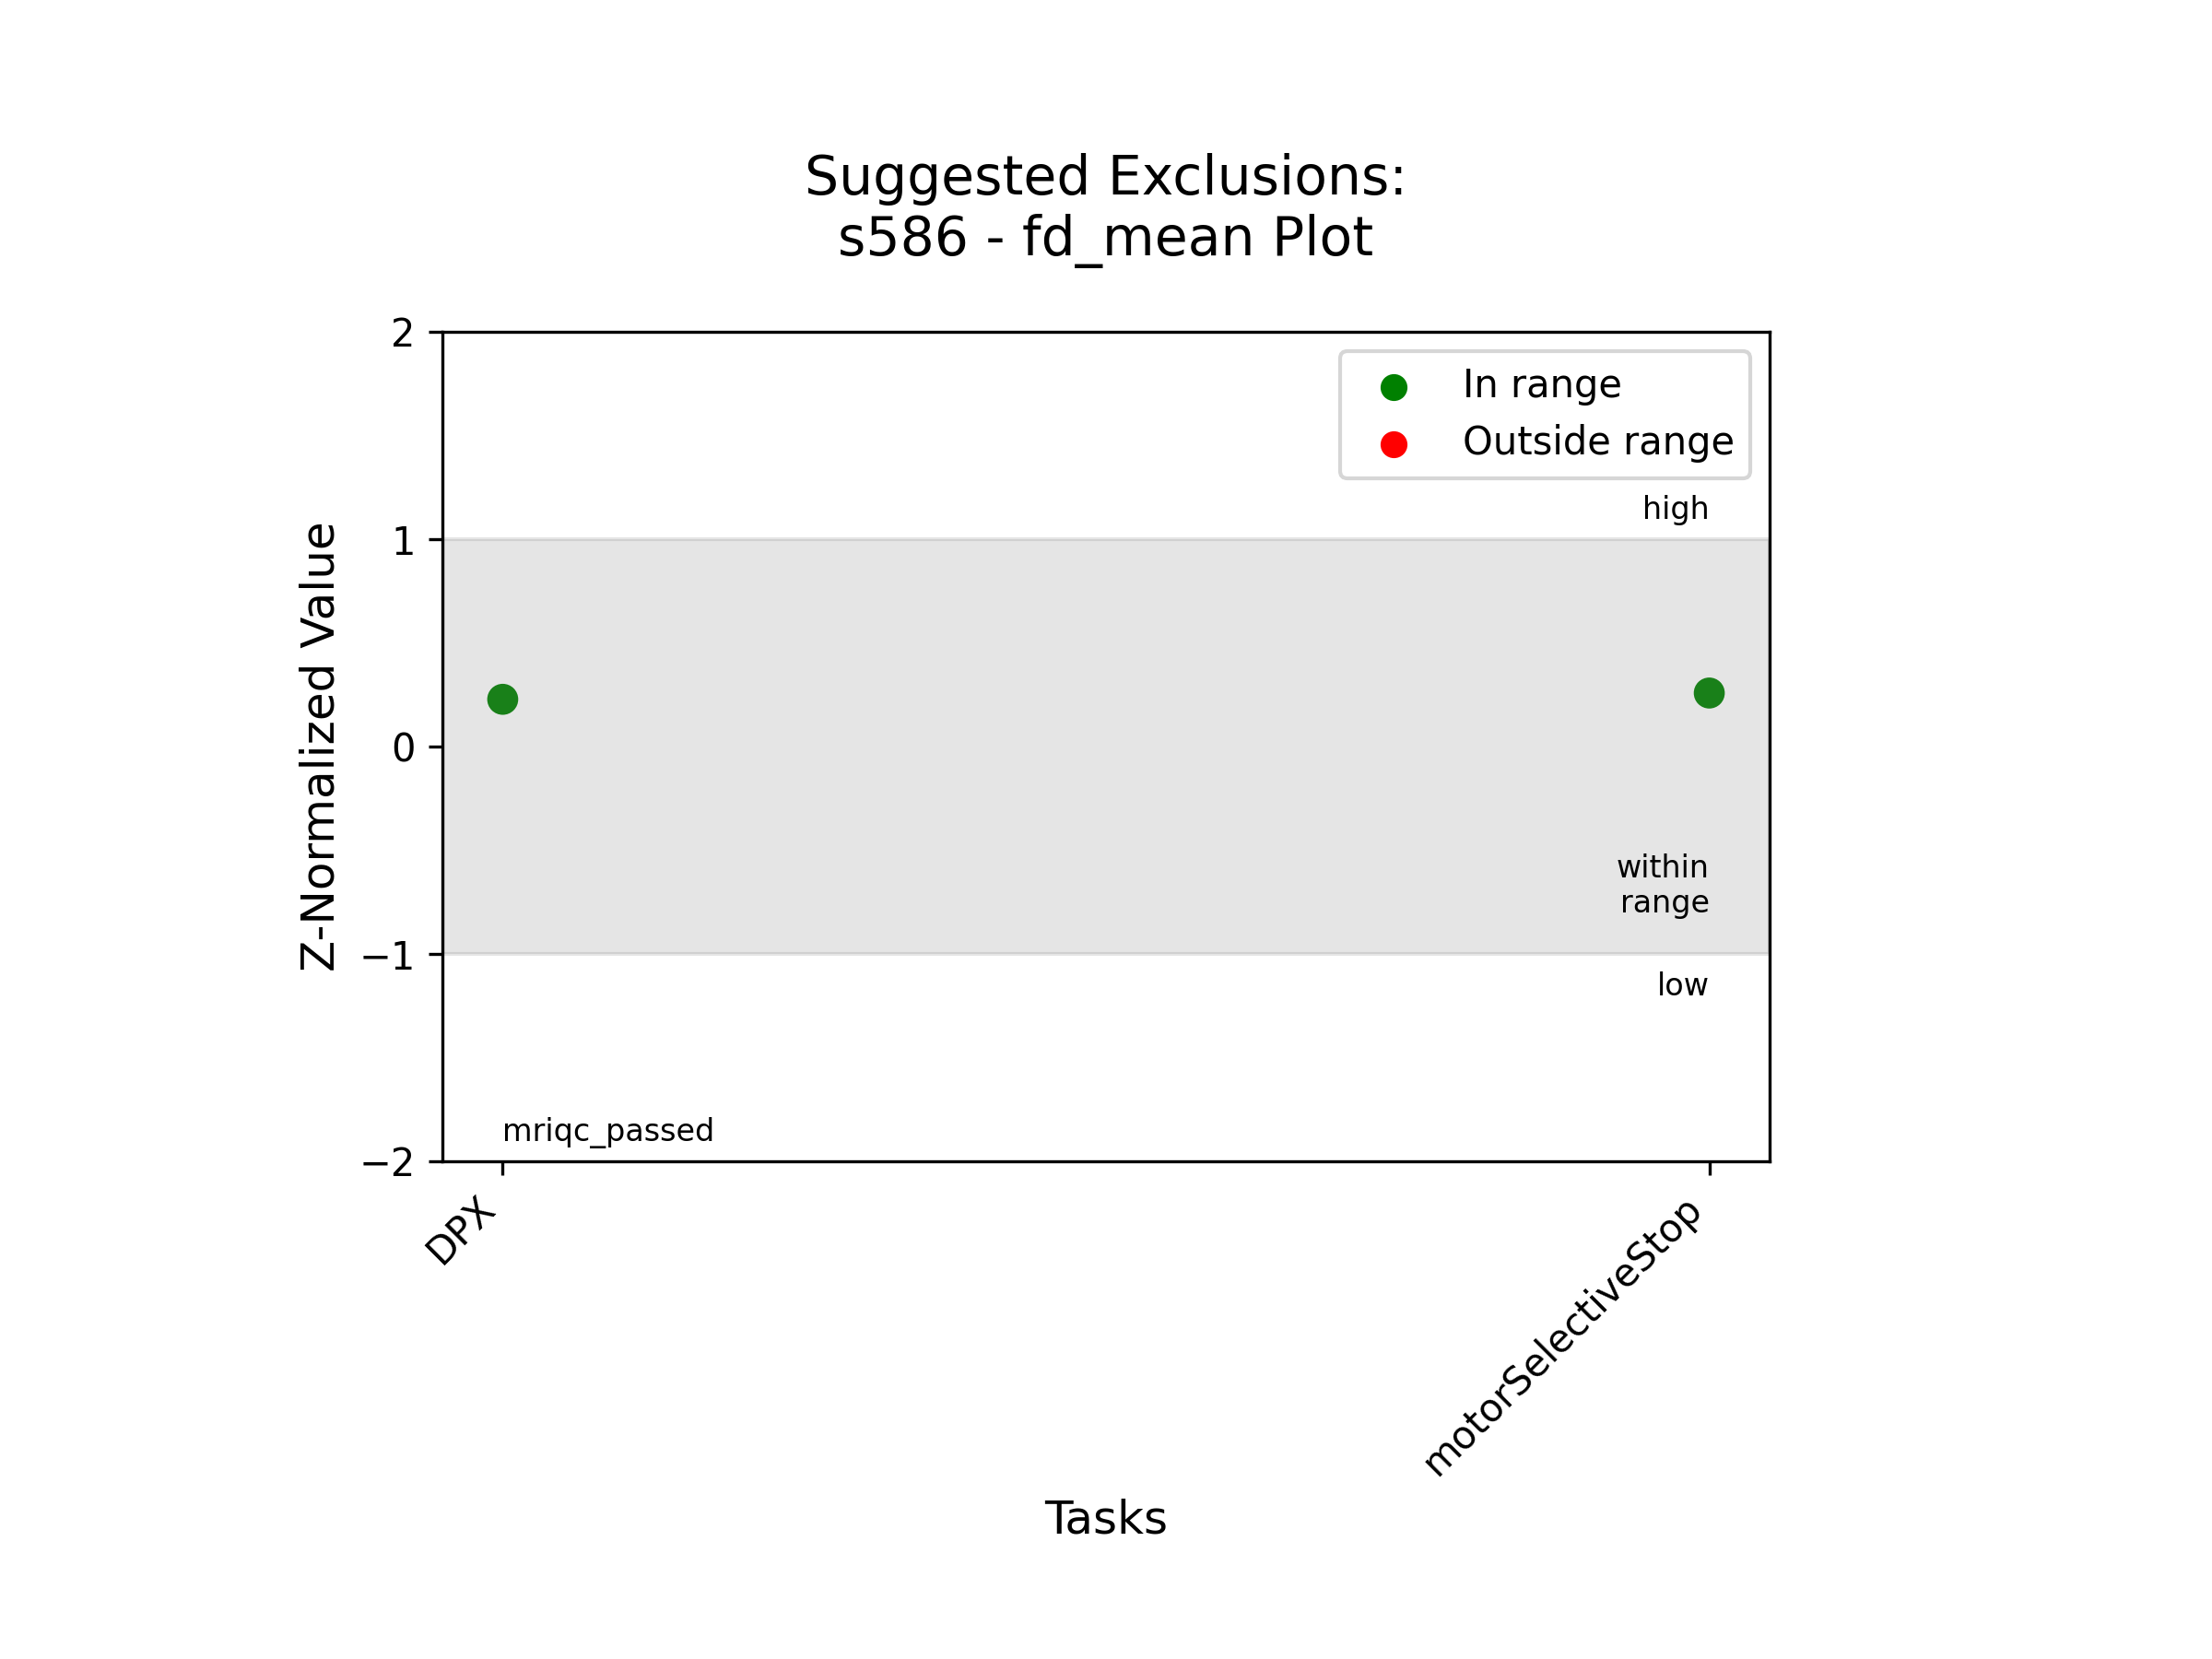 Suggested Exclusions:
s586 - fd_mean Plot
2
In range
Outside range
high
1
Z-Normalized Value
0
within
range
−1
low
mriqc_passed
−2
DPX
motorSelectiveStop
Tasks